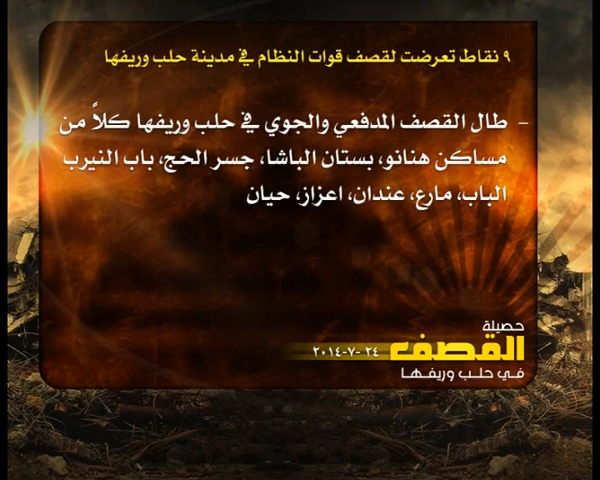 ٩ نقاط تعرضت لقصف قوات النظام في مدينة حلب وريفها
- طال القصف المدفعي والجوي في حلب وريفها كلاً من
مساكن هنانو، بستان الباشا، جسر الحج، باب النيرب
الباب، مارع، عندان، اعزاز، حيان
حصيلة
القصف
٢٤ -٧-٢٠١٤
في حلب وريفها